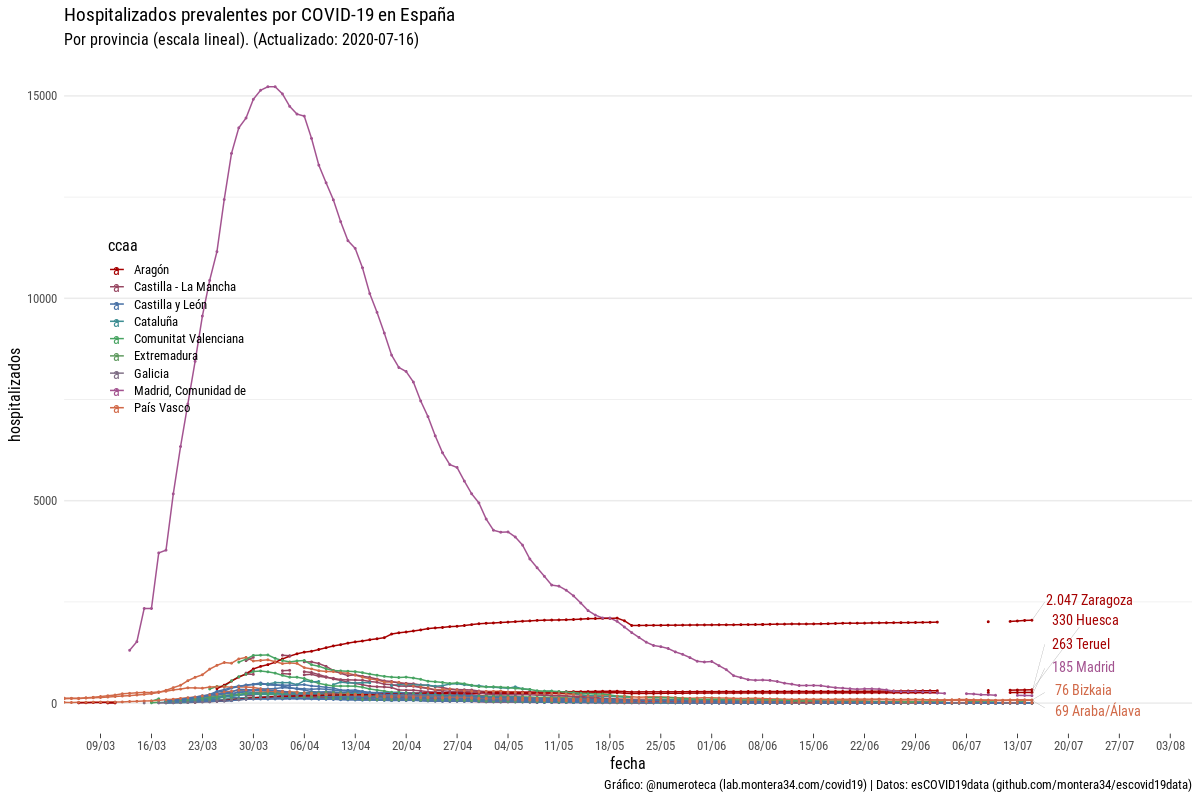 Hospitalizados prevalentes por COVID-19 en España
Por provincia (escala lineal). (Actualizado: 2020-07-16)
15000
10000
5000
0
hospitalizados
ccaa
Aragón
Castilla - La Mancha
Castilla y León
Cataluña
Comunitat Valenciana
Extremadura
Galicia
Madrid, Comunidad de
País Vasco
2.047 Zaragoza
330 Huesca
263 Teruel
185 Madrid
76 Bizkaia
69 Araba/Álava
09/03 16/03 23/03 30/03 06/04 13/04 20/04 27/04 04/05 11/05 18/05 25/05 01/06 08/06 15/06 22/06 29/06 06/07 13/07 20/07 27/07 03/08
fecha
Gráfico: @numeroteca (lab.montera34.com/covid19) | Datos: esCOVID19data (github.com/montera34/escovid19data)